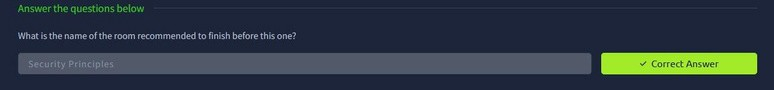 Answer the questions below
What is the name of the room recommended to finish before this one?
Security Principles
✓ Correct Answer